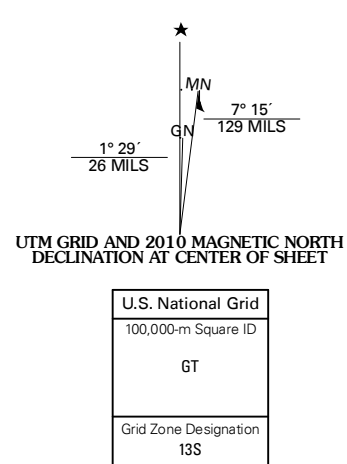 ★
MN
7° 15´
129 MILS
GN
1° 29´
26 MILS
UTM GRID AND 2010 MAGNETIC NORTH
DECLINATION AT CENTER OF SHEET
U.S. National Grid
100,000-m Square ID
GT
Grid Zone Designation
13S